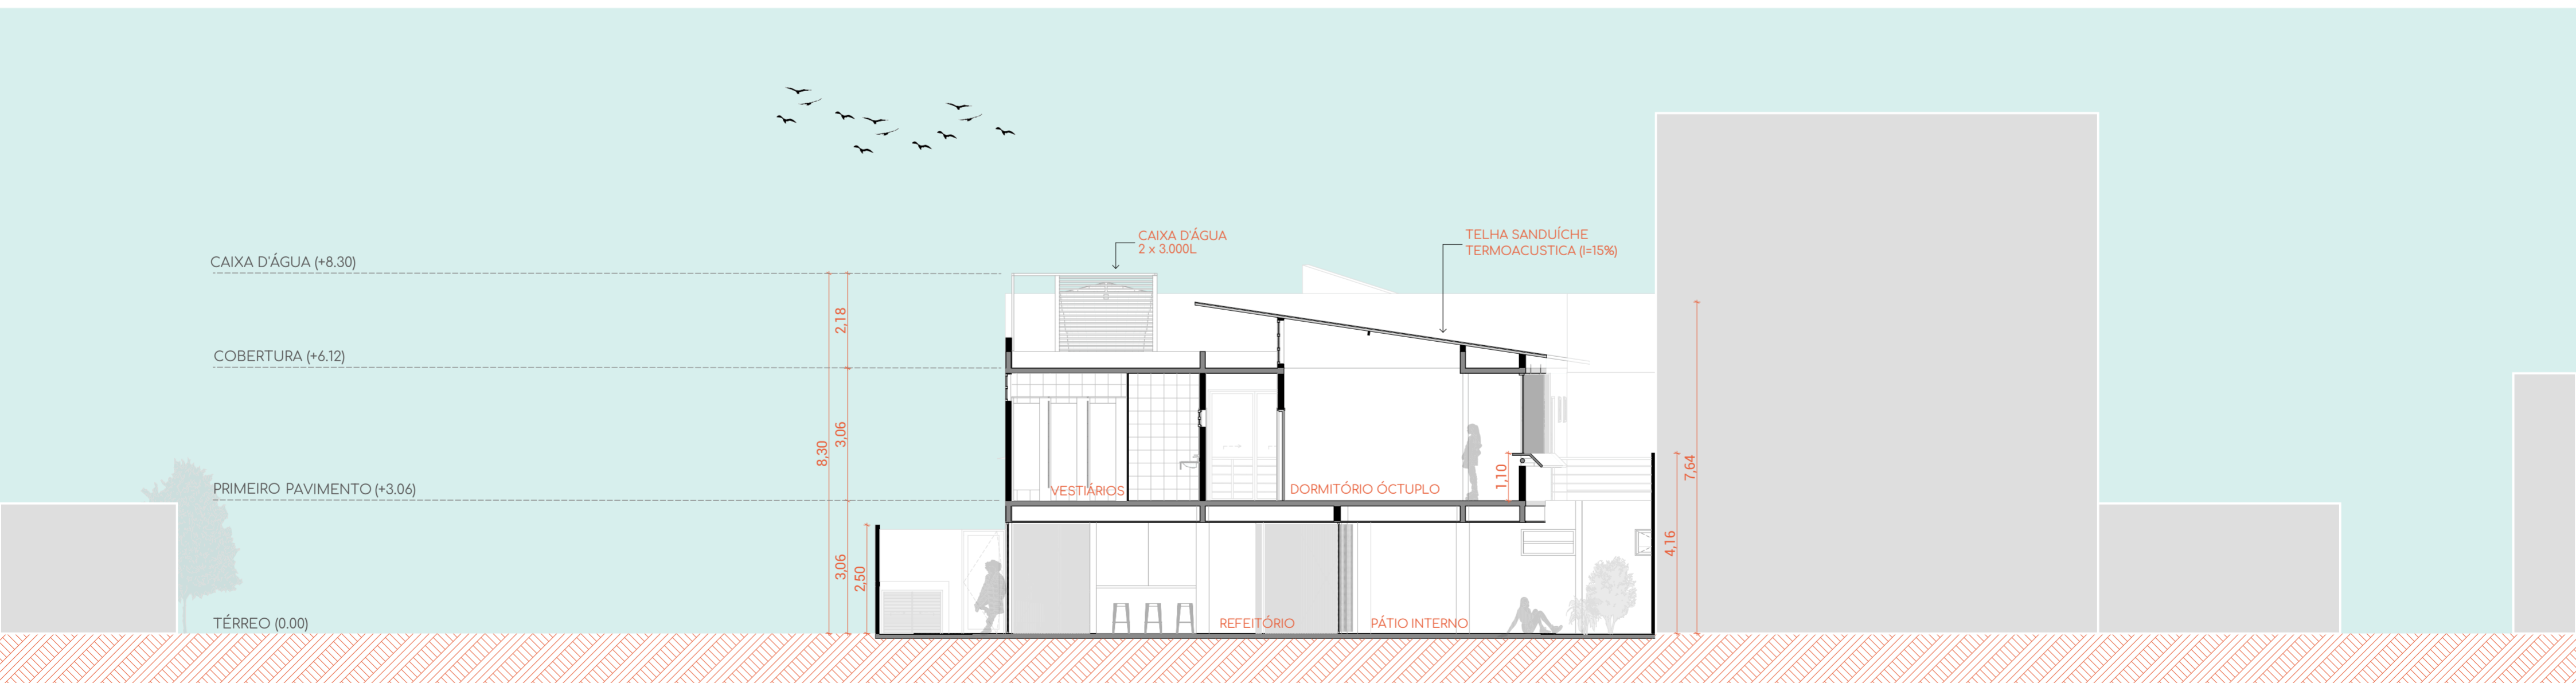 CAIXA D'ÁGUA
2 x 3.000L
TELHA SANDUÍCHE
TERMOACUSTICA (I=15%)
CAIXA D'ÁGUA (+8.30)
2,18
7,64
COBERTURA (+6.12)
8,30
3,06
1,10
PRIMEIRO PAVIMENTO (+3.06)
VESTIÁRIOS
DORMITÓRIO ÓCTUPLO
3,06
2,50
4,16
TÉRREO (0.00)
REFEITÓRIO
PÁTIO INTERNO